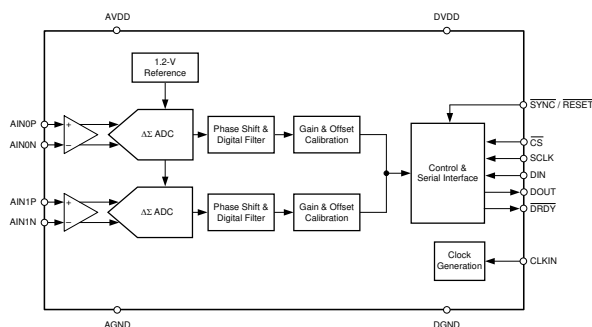 AVDD
DVDD
1.2-V
Reference
SYNC / RESET
AIN0P
+
AIN0N
−
ΔΣ ADC
Phase Shift &
Digital Filter
Gain & Offset
Calibration
Control &
Serial Interface
CS
SCLK
DIN
DOUT
DRDY
AIN1P
+
AIN1N
−
ΔΣ ADC
Phase Shift &
Digital Filter
Gain & Offset
Calibration
Clock
Generation
CLKIN
AGND
DGND